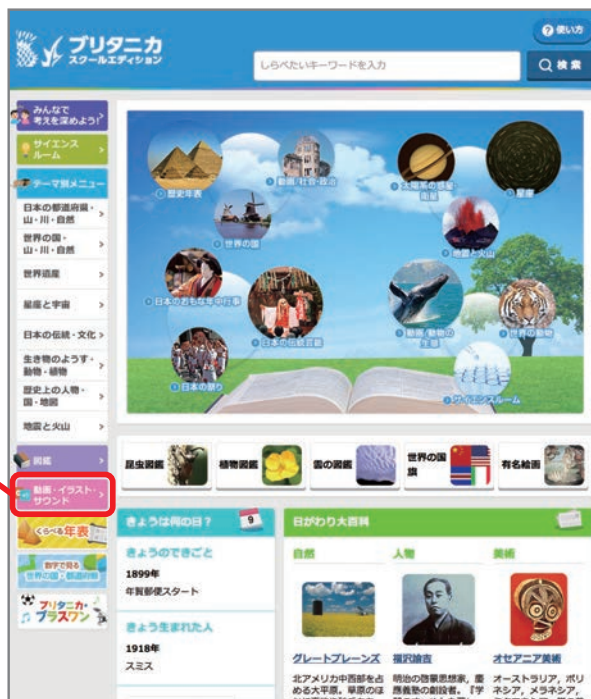 ブリタニカ
スクールエディション
使い方
しらべたいキーワードを入力
検索
みんなで
考えを深めよう!
サイエンス
ルーム
テーマ別メニュー
日本の都道府県・
山・川・自然
世界の国・
山・川・自然
世界遺産
星座と宇宙
日本の伝統・文化
生き物のようす・
動物・植物
歴史上の人物・
国・地図
地震と火山
図鑑
動画・イラスト・
サウンド
くらべる年表
数字で見る
世界の国・都道府県
ブリタニカ・
プラスワン
歴史年表
動画/社会・政治
太陽系の惑星・
衛星
星座
世界の国
地震と火山
日本のおもな年中行事
日本の伝統芸能
動画/動物の
生態
世界の動物
日本の祭り
サイエンスルーム
昆虫図鑑
植物図鑑
雲の図鑑
世界の国
旗
有名絵画
きょうは何の日?
9
きょうのできごと
1899年
年賀郵便スタート
きょう生まれた人
1918年
スミス
日がわり大百科
自然
人物
美術
グレートプレーンズ
福沢諭吉
オセアニア美術
北アメリカ中西部を占
める大平原。草原のほ
明治の啓蒙思想家,慶
應義塾の創設者。『学
オーストラリア,ポリ
ネシア,メラネシア,